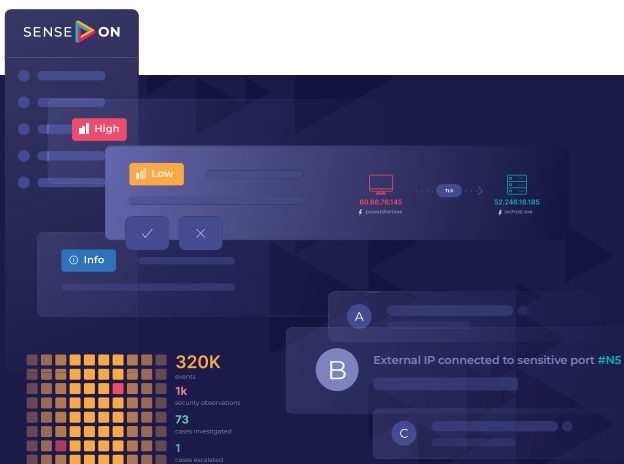 SENSE ON
High
Low
60.66.76.145
powershell.exe
TLS
52.246.16.185
svchost.exe
Info
320K
events
1k
security observations
73
cases investigated
1
cases escalated
A
B
External IP connected to sensitive port #N5
C